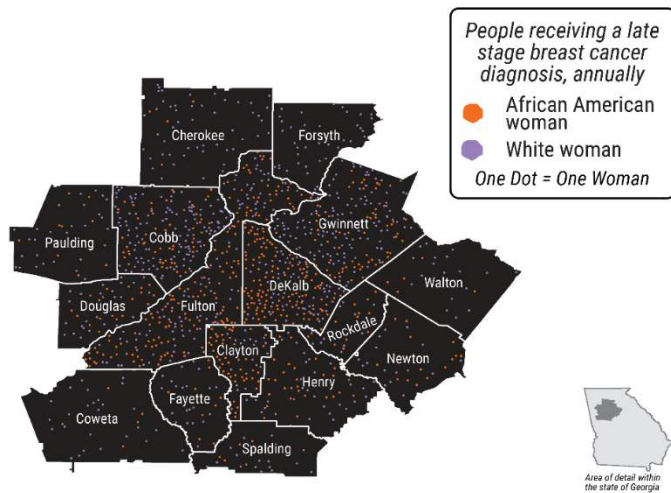 People receiving a late
stage breast cancer
diagnosis, annually
African American
woman
White woman
One Dot = One Woman
Cherokee
Forsyth
Gwinnett
Paulding
Cobb
Walton
DeKalb
Douglas
Fulton
Rockdale
Clayton
Newton
Henry
Fayette
Coweta
Spalding
Area of detail within
the state of Georgia